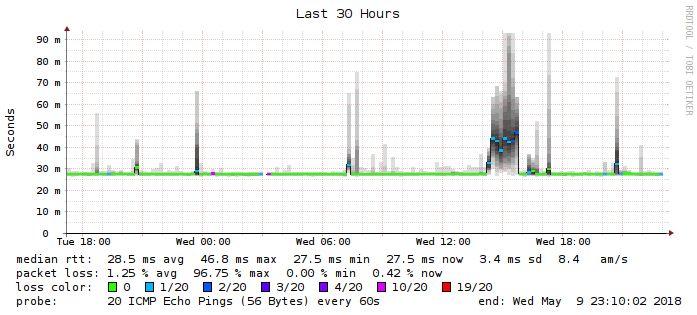 Last 30 Hours
RRDTOOL / TOBI OETIKER
Seconds
90 m
80 m
70 m
60 m
50 m
40 m
30 m
20 m
10 m
0
Tue 18:00 Wed 00:00 Wed 06:00 Wed 12:00 Wed 18:00
median rtt: 28.5 ms avg 46.8 ms max 27.5 ms min 27.5 ms now 3.4 ms sd 8.4 am/s
packet loss: 1.25 % avg 96.75 % max 0.00 % min 0.42 % now
loss color: 0 1/20 2/20 3/20 4/20 10/20 19/20
probe: 20 ICMP Echo Pings (56 Bytes) every 60s end: Wed May 9 23:10:02 2018